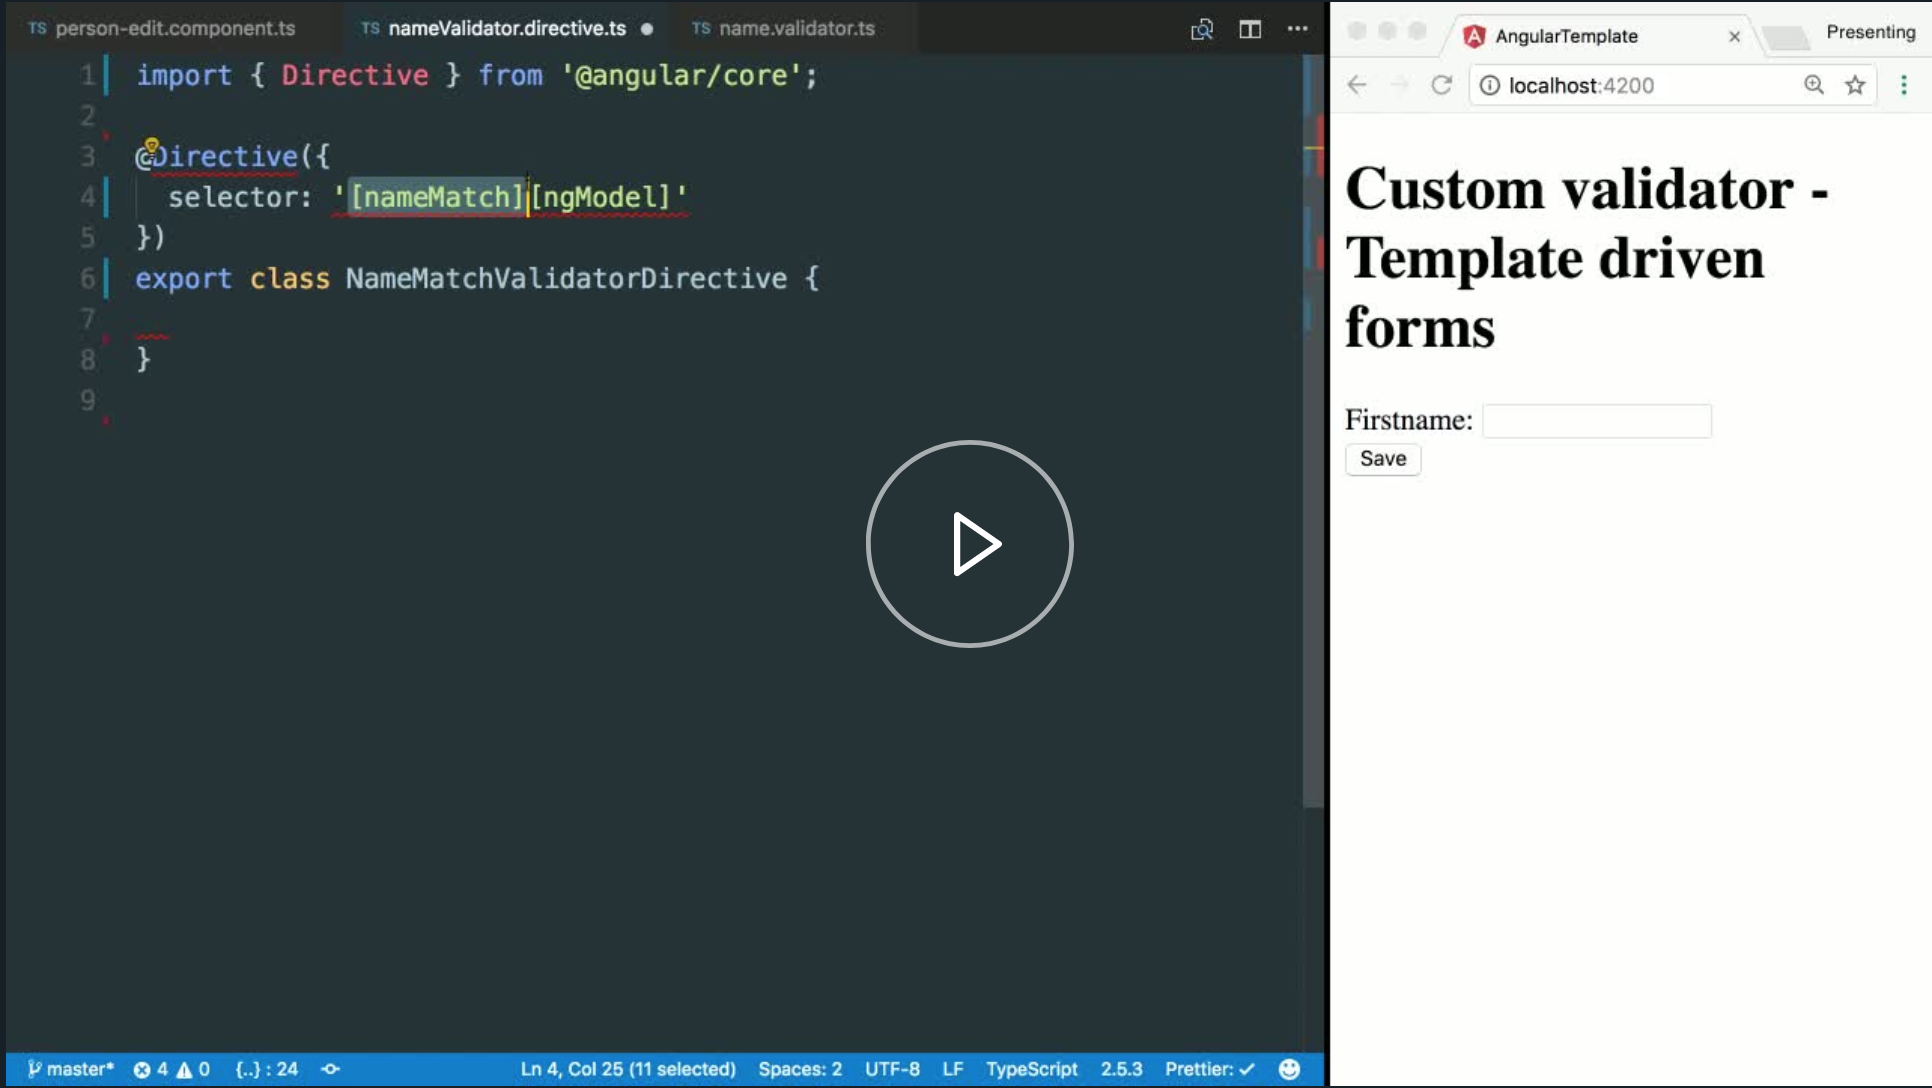 TS person-edit.component.ts TS nameValidator.directive.ts TS name.validator.ts
1 import { Directive } from '@angular/core';
2
3 @Directive({
4 selector: '[nameMatch][ngModel]'
5 })
6 export class NameMatchValidatorDirective {
7
8 }
9
master* 4 0 {..} : 24 Ln 4, Col 25 (11 selected) Spaces: 2 UTF-8 LF TypeScript 2.5.3 Prettier: ✓
AngularTemplate × Presenting
localhost:4200
Custom validator -
Template driven
forms
Firstname:
Save